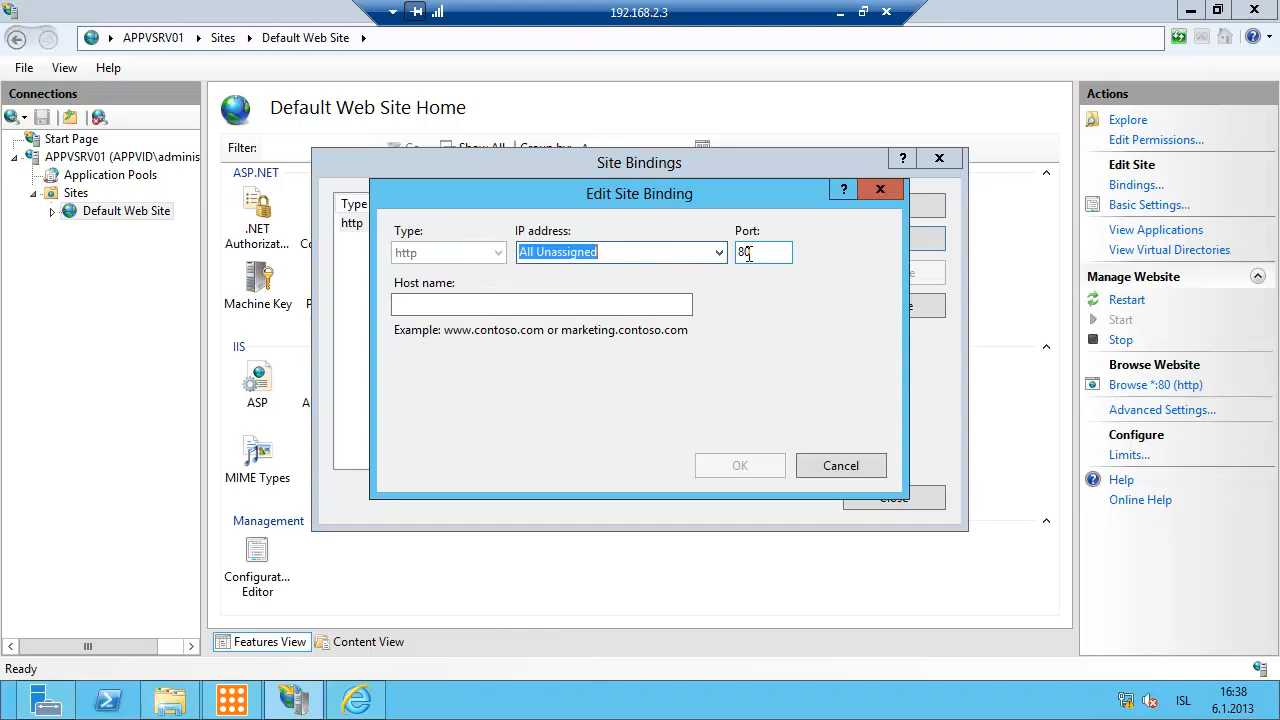 192.168.2.3
APPVSRV01
Sites
Default Web Site
File
View
Help
Connections
Start Page
APPVSRV01 (APPVID\adminis
Application Pools
Sites
Default Web Site
Default Web Site Home
Filter:
Show All
Group by:
ASP.NET
.NET
Authorizat...
Machine Key
IIS
ASP
MIME Types
Management
Configurat...
Editor
Site Bindings
Type
http
Close
Edit Site Binding
Type:
IP address:
Port:
http
All Unassigned
80
Host name:
Example: www.contoso.com or marketing.contoso.com
OK
Cancel
Features View
Content View
Actions
Explore
Edit Permissions...
Edit Site
Bindings...
Basic Settings...
View Applications
View Virtual Directories
Manage Website
Restart
Start
Stop
Browse Website
Browse *:80 (http)
Advanced Settings...
Configure
Limits...
Help
Online Help
Ready
ISL
16:38
6.1.2013